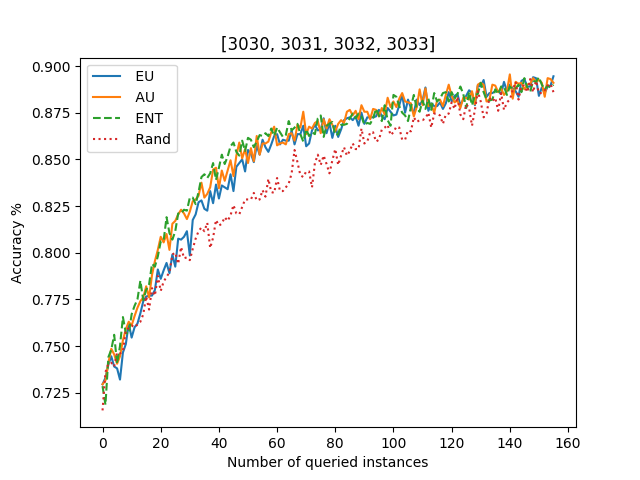 [3030, 3031, 3032, 3033]
0.900
0.875
0.850
0.825
0.800
0.775
0.750
0.725
Accuracy %
EU
AU
ENT
Rand
0 20 40 60 80 100 120 140 160
Number of queried instances